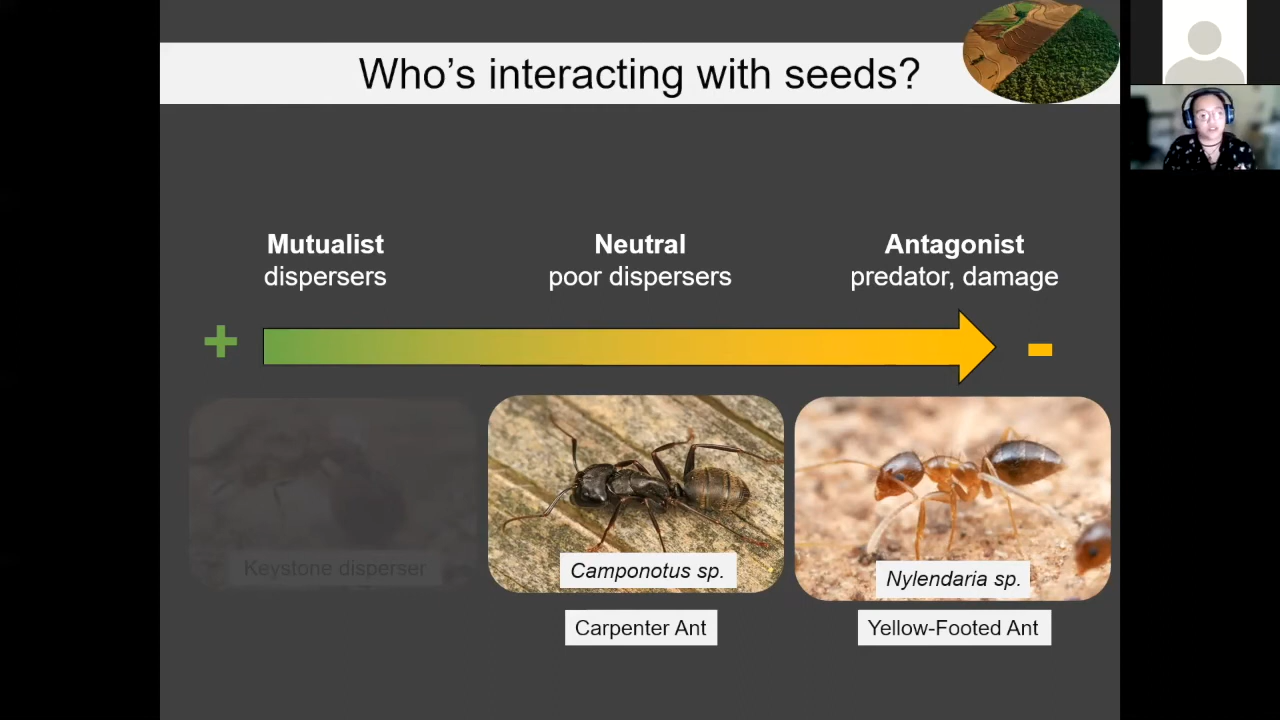 Who's interacting with seeds?
Mutualist
dispersers
Neutral
poor dispersers
Antagonist
predator, damage
+
-
Keystone disperser
Camponotus sp.
Carpenter Ant
Nylendaria sp.
Yellow-Footed Ant